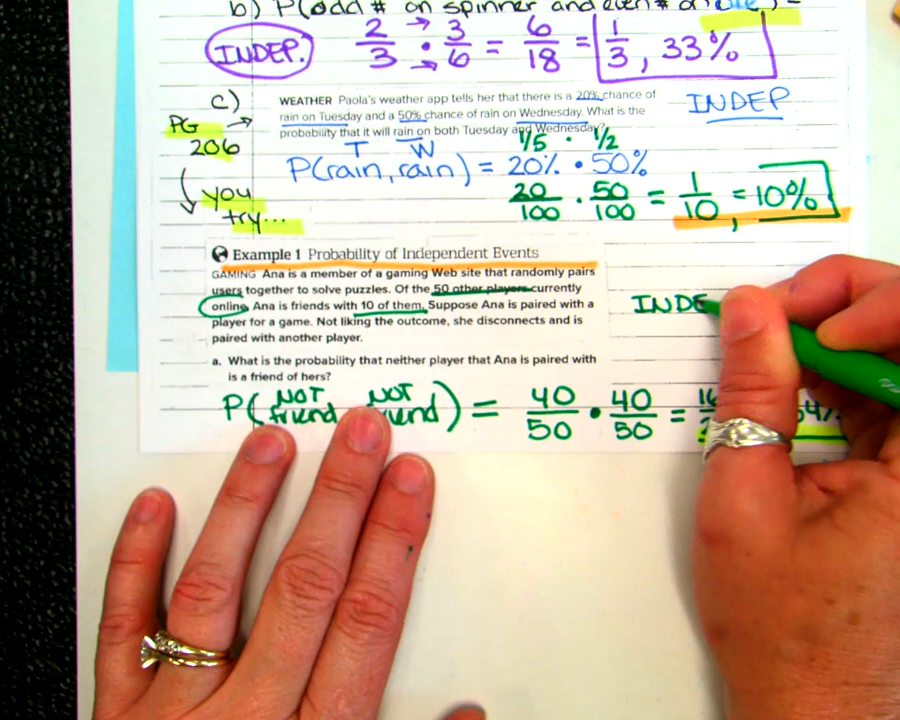 b) P(odd # on spinner and even # on die) =
INDEP. 2/3 · 3/6 = 6/18 = 1/3, 33%
c)
PG 206
you try...
WEATHER Paola's weather app tells her that there is a 20% chance of
rain on Tuesday and a 50% chance of rain on Wednesday. What is the
probability that it will rain on both Tuesday and Wednesday?
INDEP
1/5 · 1/2
T W
P(rain, rain) = 20% · 50%
20/100 · 50/100 = 1/10, = 10%
Example 1 Probability of Independent Events
GAMING Ana is a member of a gaming Web site that randomly pairs
users together to solve puzzles. Of the 50 other players currently
online, Ana is friends with 10 of them. Suppose Ana is paired with a
player for a game. Not liking the outcome, she disconnects and is
paired with another player.
INDE
a. What is the probability that neither player that Ana is paired with
is a friend of hers?
NOT NOT
P(friend, friend) = 40/50 · 40/50 = 16